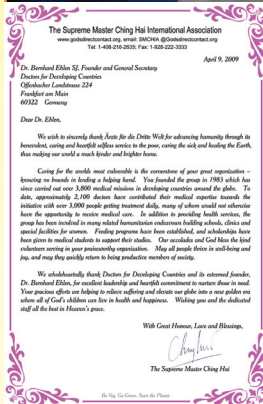 The Supreme Master Ching Hai International Association
www.godsdirectcontact.org, email: SMCHIA @Godsdirectcontact.org
Tel: 1-408-216-2635; Fax: 1-928-222-3333
April 9, 2009
Dr. Bernhard Ehlen SJ, Founder and General Secretary
Doctors for Developing Countries
Offenbacher Landstrasse 224
Frankfurt am Main
60322 Germany
Dear Dr. Ehlen,
We wish to sincerely thank Ärzte für die Dritte Welt for advancing humanity through its
benevolent, caring and heartfelt selfless service to the poor, caring the sick and healing the Earth,
thus making our world a much kinder and brighter home.
Caring for the worlds most vulnerable is the cornerstone of your great organisation –
knowing no bounds in lending a helping hand. You founded the group in 1983 which has
since carried out over 3,800 medical missions in developing countries around the globe. To
date, approximately 2,100 doctors have contributed their medical expertise towards the
initiative with over 3,000 people getting treatment daily, many of whom would not otherwise
have the opportunity to receive medical care. In addition to providing health services, the
group has been involved in many related humanitarian endeavours building schools, clinics and
special facilities for women. Feeding programs have been established, and scholarships have
been given to medical students to support their studies. Our accolades and God bless the kind
volunteers serving in your praiseworthy organization. May all people thrive in well-being and
joy, and may they quickly return to being productive members of society.
We wholeheartedly thank Doctors for Developing Countries and its esteemed founder,
Dr. Bernhard Ehlen, for excellent leadership and heartfelt commitment to nurture those in need.
Your gracious efforts are helping to relieve suffering and elevate our globe into a new golden era
where all of God's children can live in health and happiness. Wishing you and the dedicated
staff all the best in Heaven's grace.
With Great Honour, Love and Blessings,
The Supreme Master Ching Hai
Be Veg, Go Green, Save the Planet